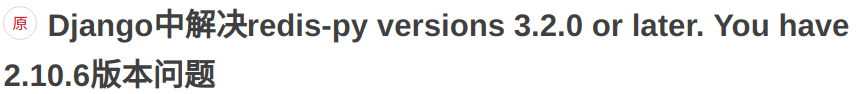 原 Django中解决redis-py versions 3.2.0 or later. You have
2.10.6版本问题